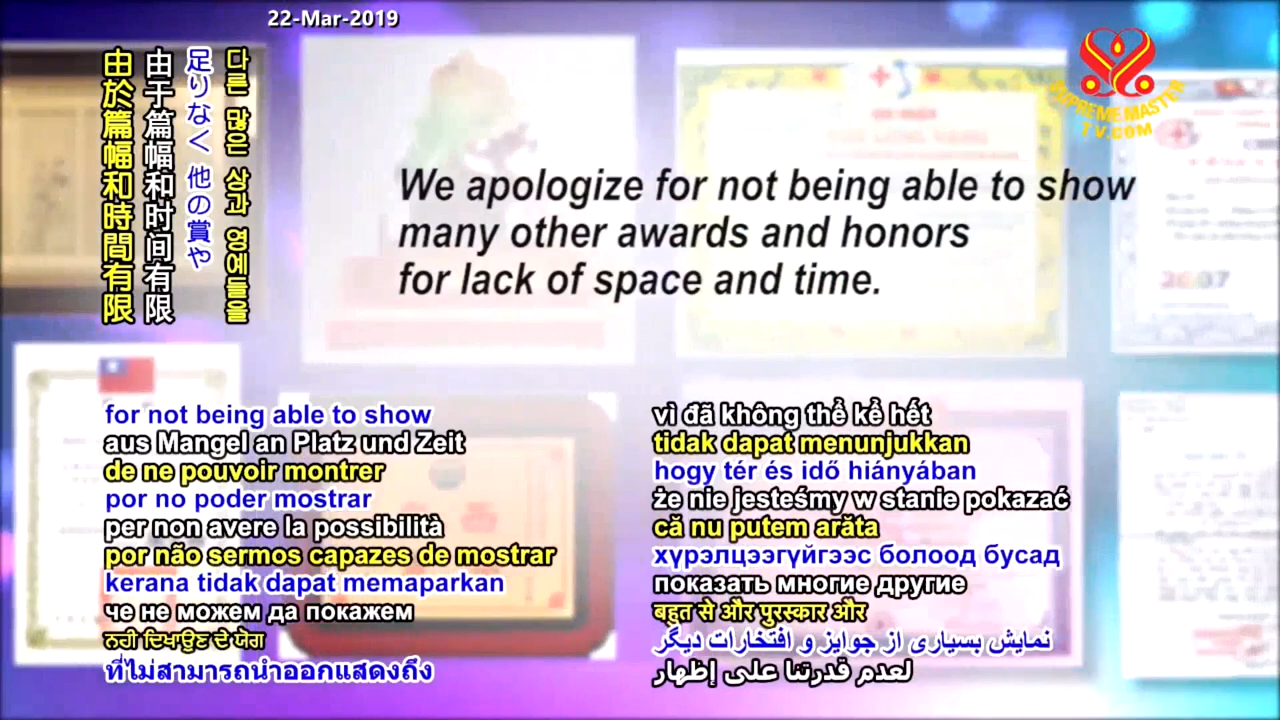 22-Mar-2019
SUPREME MASTER
TV.COM
We apologize for not being able to show
many other awards and honors
for lack of space and time.
다른 많은 상과 영예들을
足りなく 他の賞や
由于篇幅和时间有限
由於篇幅和時間有限
2007
for not being able to show
aus Mangel an Platz und Zeit
de ne pouvoir montrer
por no poder mostrar
per non avere la possibilità
por não sermos capazes de mostrar
kerana tidak dapat memaparkan
че не можем да покажем
ਨਹੀ ਦਿਖਾਉਣ ਦੇ ਯੋਗ
ที่ไม่สามารถนำออกแสดงถึง
vì đã không thể kể hết
tidak dapat menunjukkan
hogy tér és idő hiányában
że nie jesteśmy w stanie pokazać
că nu putem arăta
хүрэлцээгүйгээс болоод бусад
показать многие другие
बहुत से और पुरस्कार और
نمایش بسیاری از جوایز و افتخارات دیگر
لعدم قدرتنا على إظهار